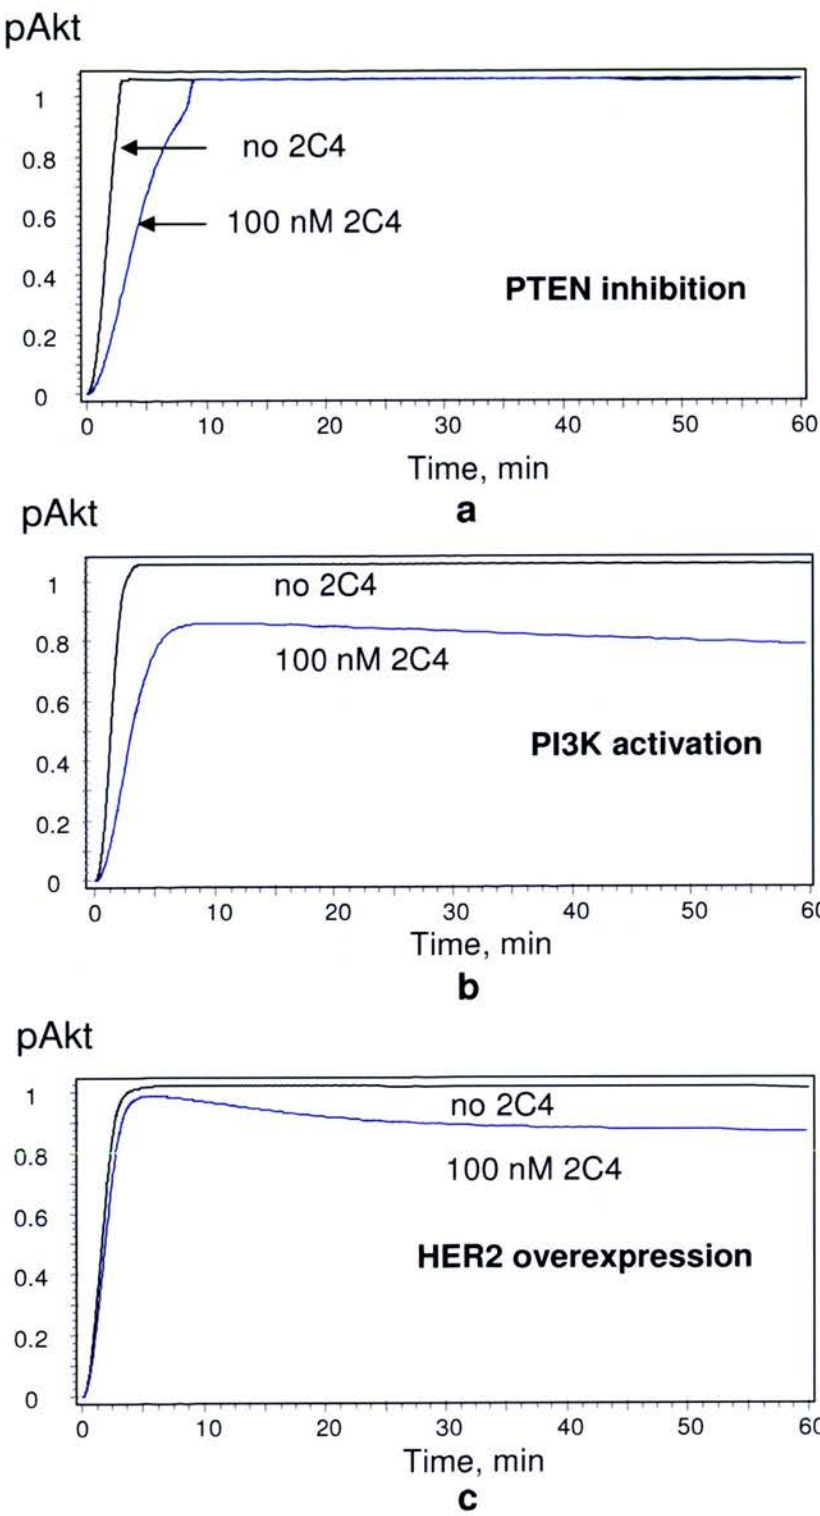 pAkt
1
0.8
0.6
0.4
0.2
0
no 2C4
100 nM 2C4
PTEN inhibition
0 10 20 30 40 50 60
Time, min
a
pAkt
1
0.8
0.6
0.4
0.2
0
no 2C4
100 nM 2C4
PI3K activation
0 10 20 30 40 50 60
Time, min
b
pAkt
1
0.8
0.6
0.4
0.2
0
no 2C4
100 nM 2C4
HER2 overexpression
0 10 20 30 40 50 60
Time, min
c